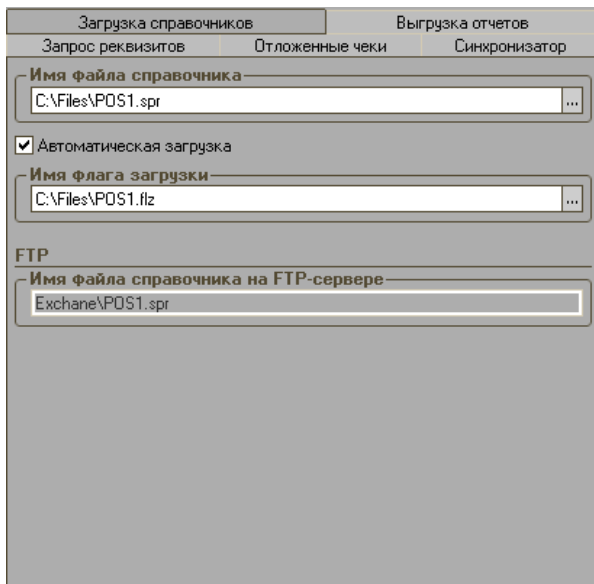 Загрузка справочников Выгрузка отчетов
Запрос реквизитов Отложенные чеки Синхронизатор
Имя файла справочника
C:\Files\POS1.spr ...
Автоматическая загрузка
Имя флага загрузки
C:\Files\POS1.flz ...
FTP
Имя файла справочника на FTP-сервере
Exchane\POS1.spr